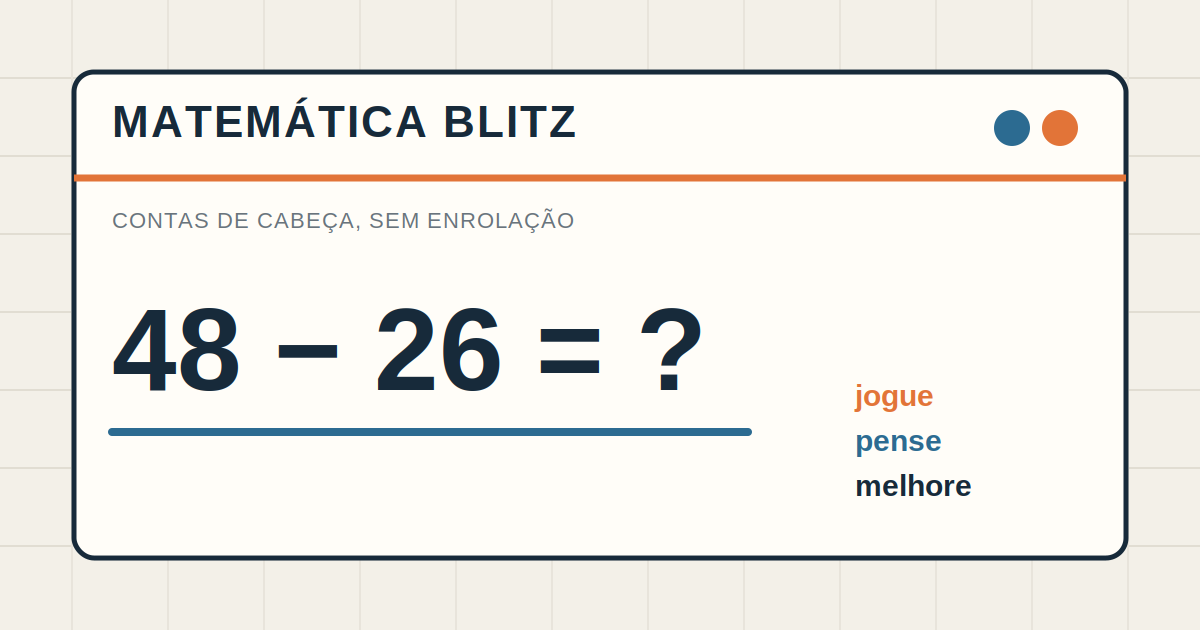 MATEMÁTICA BLITZ
CONTAS DE CABEÇA, SEM ENROLAÇÃO
48 − 26 = ?
jogue
pense
melhore